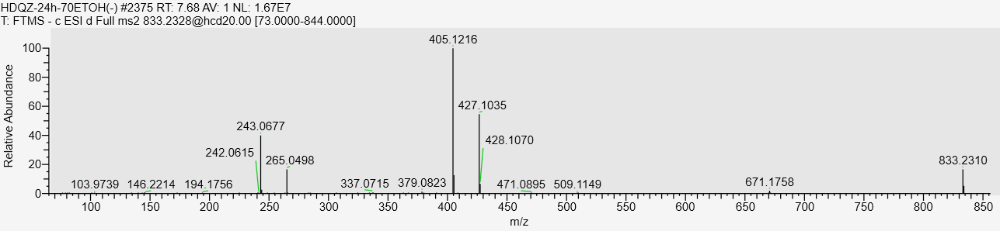 HDQZ-24h-70ETOH(-) #2375 RT: 7.68 AV: 1 NL: 1.67E7
T: FTMS - c ESI d Full ms2 833.2328@hcd20.00 [73.0000-844.0000]
405.1216
100
80
427.1035
60
243.0677
428.1070
40
242.0615
265.0498
833.2310
20
103.9739 146.2214 194.1756 337.0715 379.0823 471.0895 509.1149 671.1758
0
100 150 200 250 300 350 400 450 500 550 600 650 700 750 800 850
m/z
Relative Abundance